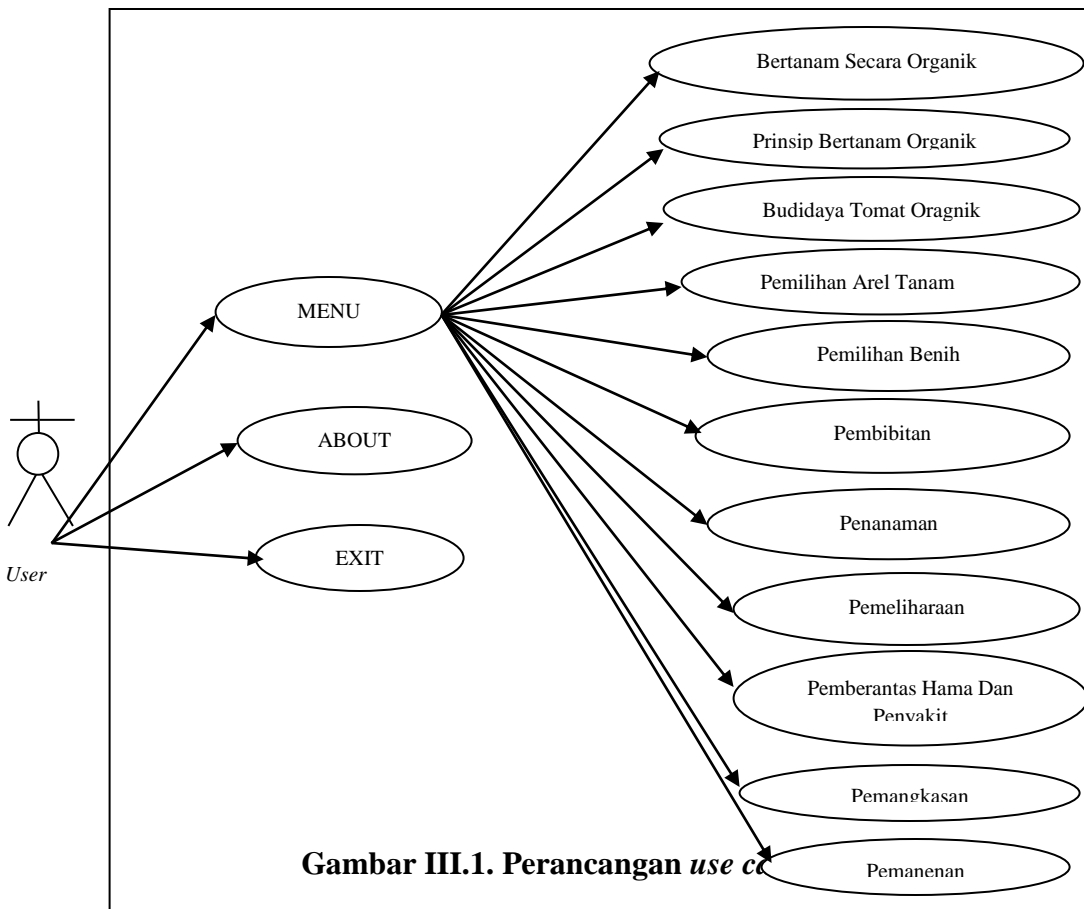 Bertanam Secara Organik
Prinsip Bertanam Organik
Budidaya Tomat Oragnik
MENU
Pemilihan Arel Tanam
Pemilihan Benih
ABOUT
Pembibitan
Penanaman
EXIT
User
Pemeliharaan
Pemberantas Hama Dan
Penyakit
Pemangkasan
Pemanenan
Gambar III.1. Perancangan use